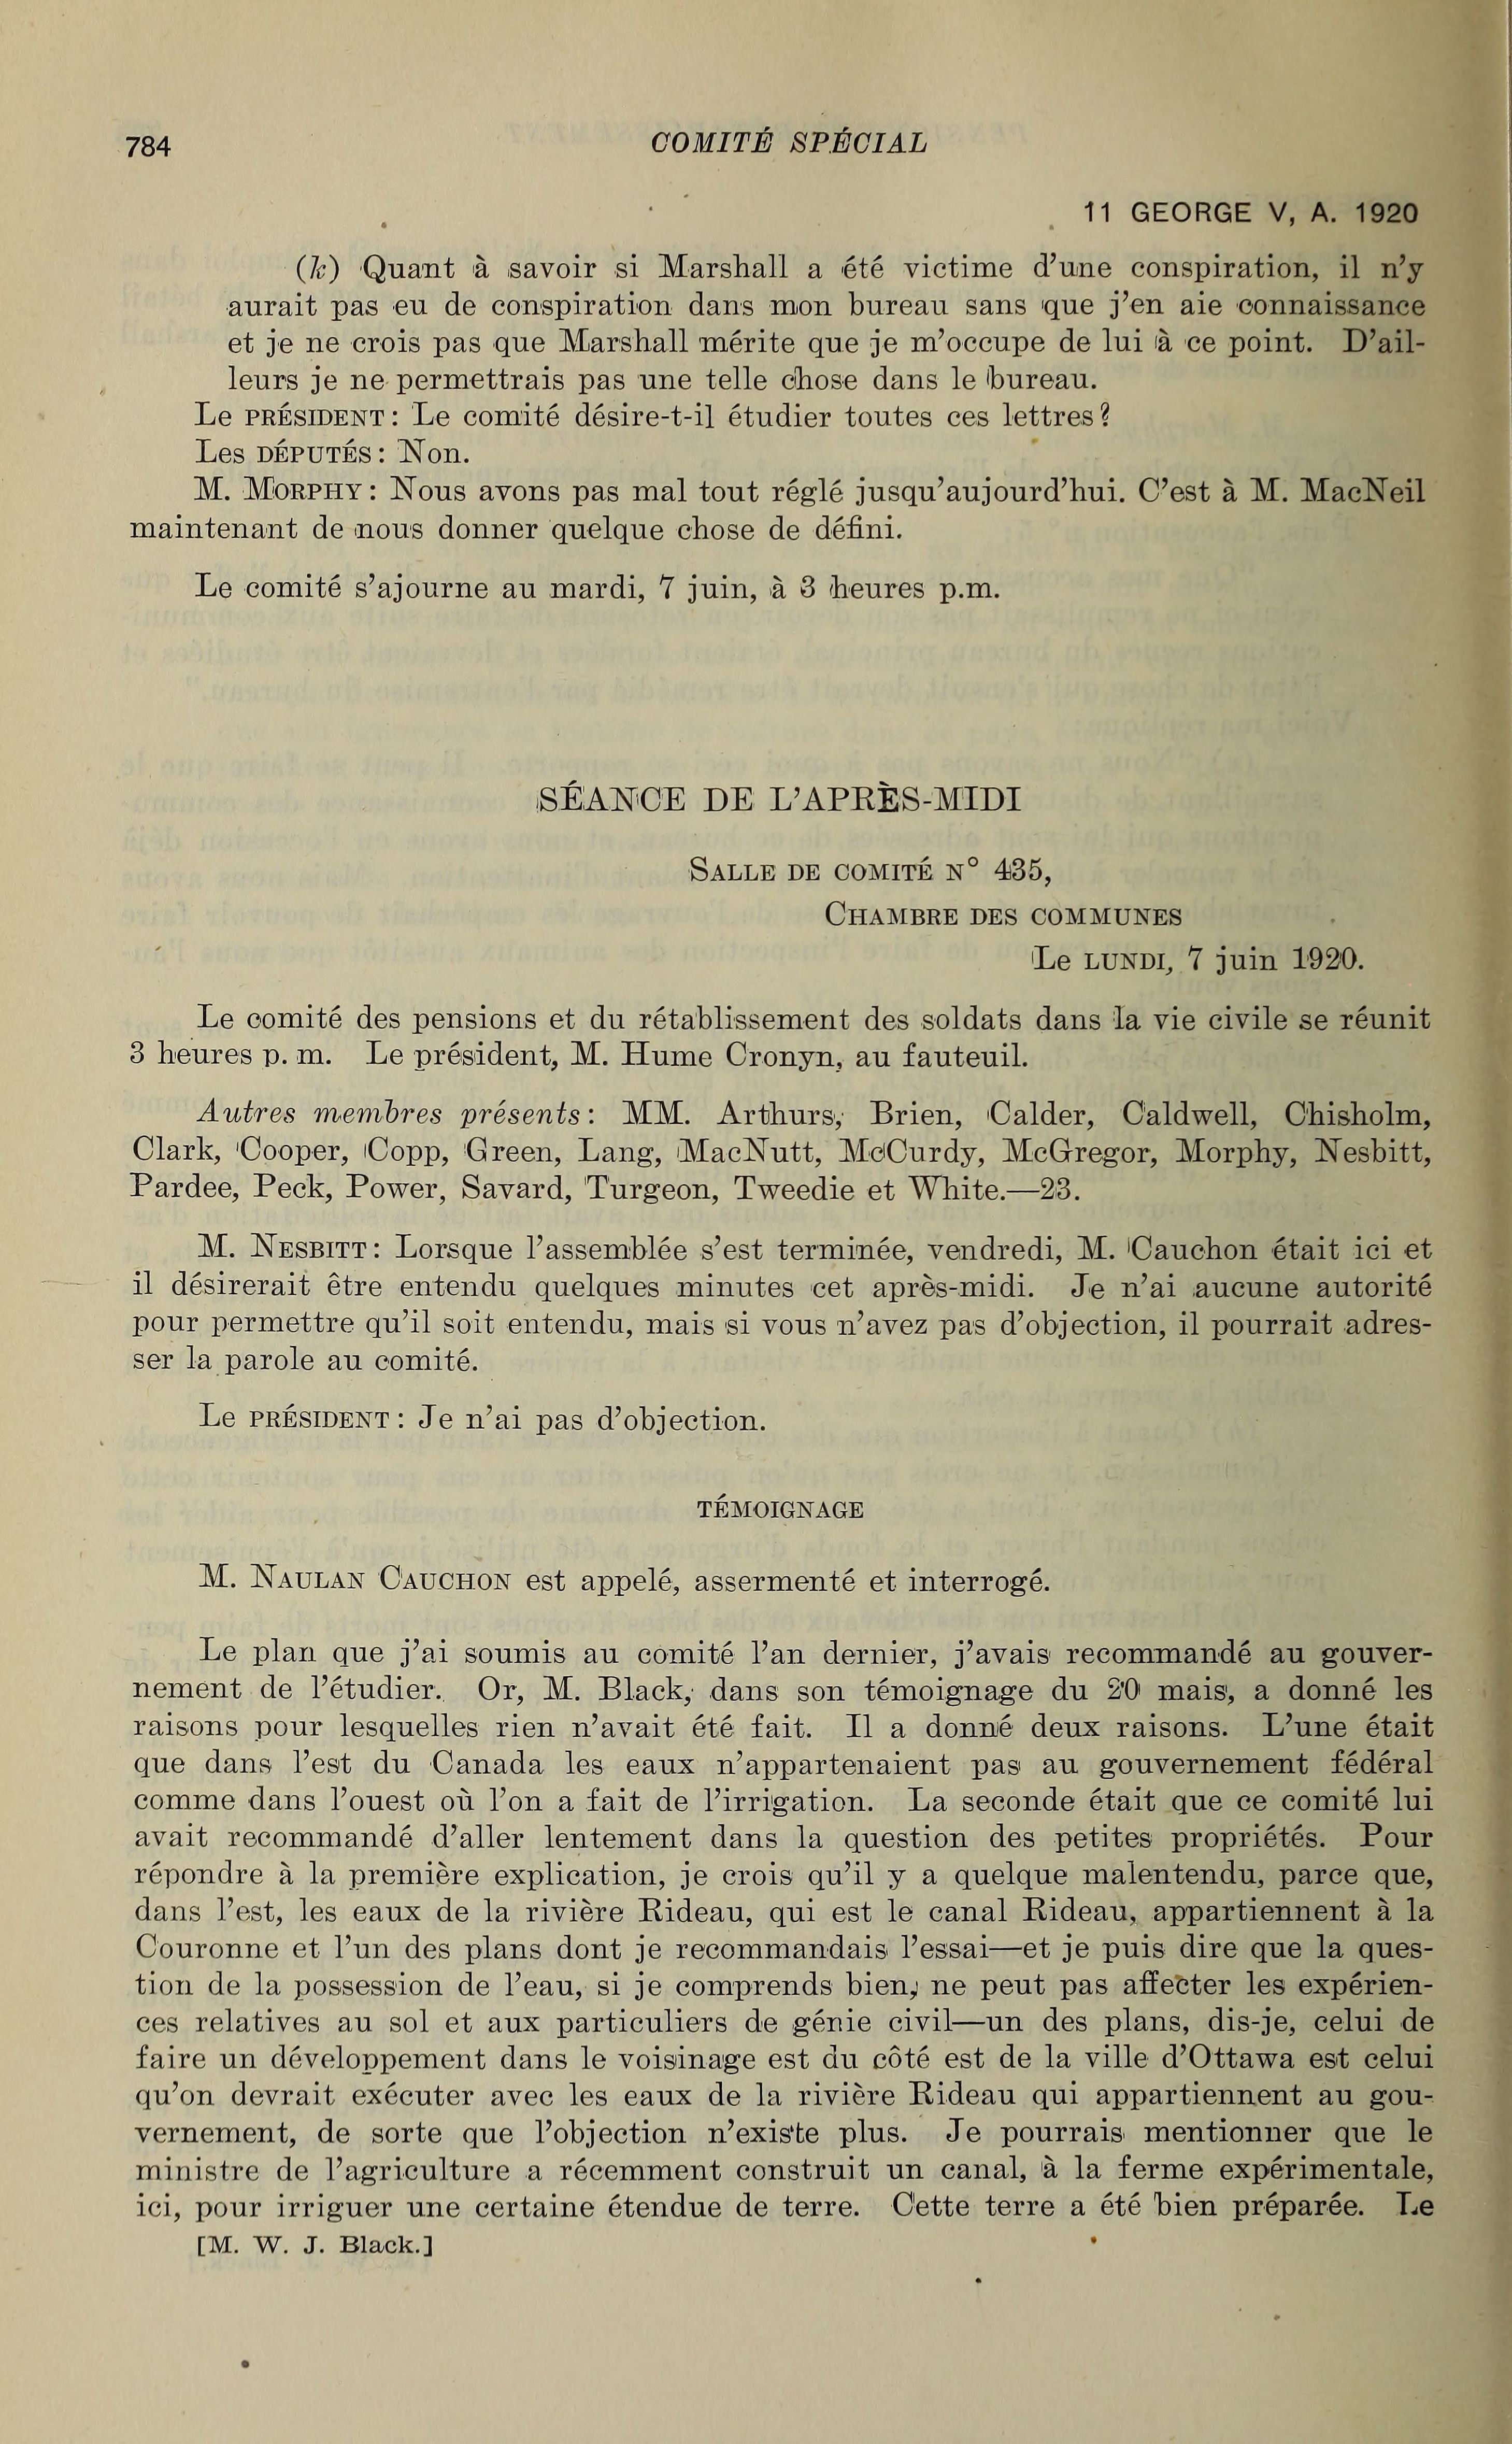 784
COMITÉ SPÉCIAL
11 GEORGE V, A. 1920
(k) Quant à savoir si Marshall a été victime d'une conspiration, il n'y
aurait pas eu de conspiration dans mon bureau sans que j'en aie connaissance
et je ne crois pas que Marshall mérite que je m'occupe de lui à ce point. D'ail-
leurs je ne permettrais pas une telle chose dans le bureau.
Le PRÉSIDENT: Le comité désire-t-il étudier toutes ces lettres?
Les DÉPUTÉS: Non.
M. MORPHY: Nous avons pas mal tout réglé jusqu'aujourd'hui. C'est à M. MacNeil
maintenant de nous donner quelque chose de défini.
Le comité s'ajourne au mardi, 7 juin, à 3 heures p.m.
SÉANCE DE L'APRÈS-MIDI
SALLE DE COMITÉ N° 435,
CHAMBRE DES COMMUNES
Le LUNDI, 7 juin 1920.
Le comité des pensions et du rétablissement des soldats dans la vie civile se réunit
3 heures p. m. Le président, M. Hume Cronyn, au fauteuil.
Autres membres présents: MM. Arthurs, Brien, Calder, Caldwell, Chisholm,
Clark, Cooper, Copp, Green, Lang, MacNutt, McCurdy, McGregor, Morphy, Nesbitt,
Pardee, Peck, Power, Savard, Turgeon, Tweedie et White.—23.
M. NESBITT: Lorsque l'assemblée s'est terminée, vendredi, M. Cauchon était ici et
il désirerait être entendu quelques minutes cet après-midi. Je n'ai aucune autorité
pour permettre qu'il soit entendu, mais si vous n'avez pas d'objection, il pourrait adres-
ser la parole au comité.
Le PRÉSIDENT: Je n'ai pas d'objection.
TÉMOIGNAGE
M. NAULAN CAUCHON est appelé, assermenté et interrogé.
Le plan que j'ai soumis au comité l'an dernier, j'avais recommandé au gouver-
nement de l'étudier. Or, M. Black, dans son témoignage du 20 mais, a donné les
raisons pour lesquelles rien n'avait été fait. Il a donné deux raisons. L'une était
que dans l'est du Canada les eaux n'appartenaient pas au gouvernement fédéral
comme dans l'ouest où l'on a fait de l'irrigation. La seconde était que ce comité lui
avait recommandé d'aller lentement dans la question des petites propriétés. Pour
répondre à la première explication, je crois qu'il y a quelque malentendu, parce que,
dans l'est, les eaux de la rivière Rideau, qui est le canal Rideau, appartiennent à la
Couronne et l'un des plans dont je recommandais l'essai—et je puis dire que la ques-
tion de la possession de l'eau, si je comprends bien, ne peut pas affecter les expérien-
ces relatives au sol et aux particuliers de génie civil—un des plans, dis-je, celui de
faire un développement dans le voisinage est du côté est de la ville d'Ottawa est celui
qu'on devrait exécuter avec les eaux de la rivière Rideau qui appartiennent au gou-
vernement, de sorte que l'objection n'existe plus. Je pourrais mentionner que le
ministre de l'agriculture a récemment construit un canal, à la ferme expérimentale,
ici, pour irriguer une certaine étendue de terre. Cette terre a été bien préparée. Le
[M. W. J. Black.]